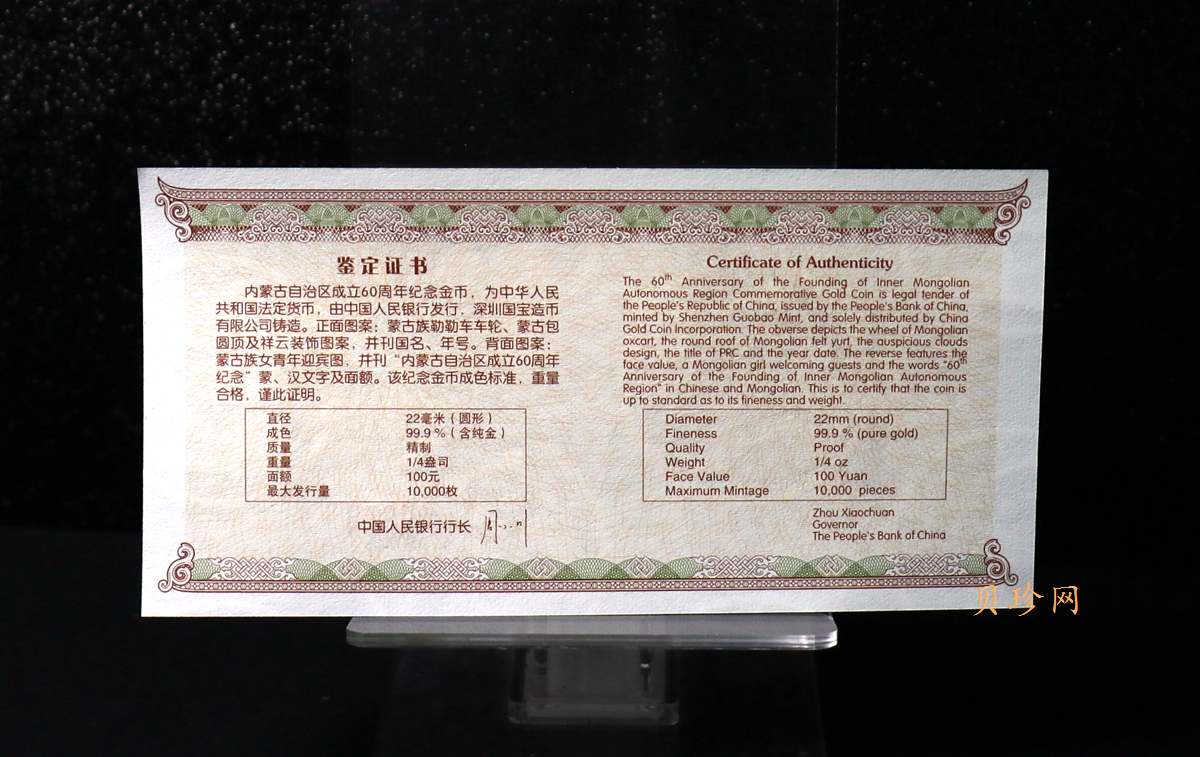 鉴定证书
内蒙古自治区成立60周年纪念金币，为中华人民
共和国法定货币，由中国人民银行发行，深圳国宝造币
有限公司铸造。正面图案：蒙古族勒勒车车轮、蒙古包
圆顶及祥云装饰图案，并刊国名、年号。背面图案：
蒙古族女青年迎宾图，并刊“内蒙古自治区成立60周年
纪念”蒙、汉文字及面额。该纪念金币成色标准，重量
合格，谨此证明。
直径 22毫米（圆形）
成色 99.9％（含纯金）
质量 精制
重量 1/4盎司
面额 100元
最大发行量 10,000枚
中国人民银行行长
Certificate of Authenticity
The 60th Anniversary of the Founding of Inner Mongolian
Autonomous Region Commemorative Gold Coin is legal tender of
the People's Republic of China, issued by the People's Bank of China,
minted by Shenzhen Guobao Mint, and solely distributed by China
Gold Coin Incorporation. The obverse depicts the wheel of Mongolian
oxcart, the round roof of Mongolian felt yurt, the auspicious clouds
design, the title of PRC and the year date. The reverse features the
face value, a Mongolian girl welcoming guests and the words "60th
Anniversary of the Founding of Inner Mongolian Autonomous
Region" in Chinese and Mongolian. This is to certify that the coin is
up to standard as to its fineness and weight.
Diameter 22mm (round)
Fineness 99.9 % (pure gold)
Quality Proof
Weight 1/4 oz
Face Value 100 Yuan
Maximum Mintage 10,000 pieces
Zhou Xiaochuan
Governor
The People's Bank of China
贝珍网